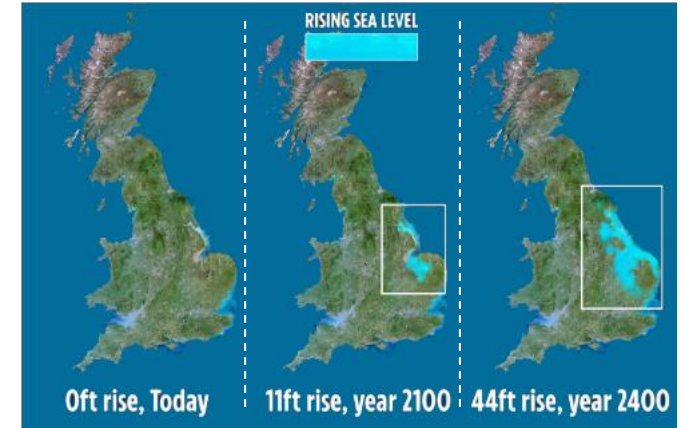 RISING SEA LEVEL
0ft rise, Today
11ft rise, year 2100
44ft rise, year 2400